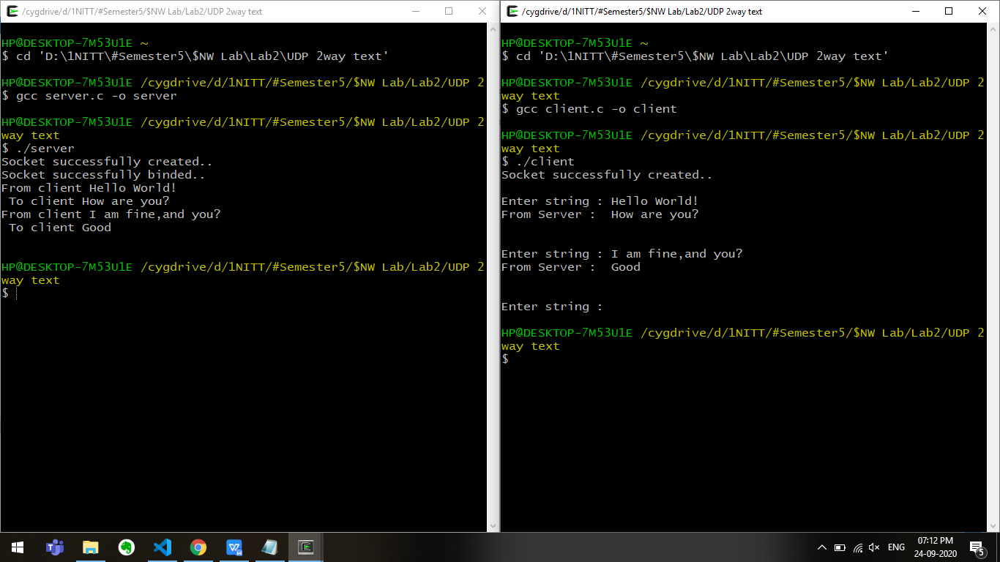 /cygdrive/d/1NITT/#Semester5/$NW Lab/Lab2/UDP 2way text
HP@DESKTOP-7M53U1E ~
$ cd 'D:\1NITT\#Semester5\$NW Lab\Lab2\UDP 2way text'
HP@DESKTOP-7M53U1E /cygdrive/d/1NITT/#Semester5/$NW Lab/Lab2/UDP 2
$ gcc server.c -o server
HP@DESKTOP-7M53U1E /cygdrive/d/1NITT/#Semester5/$NW Lab/Lab2/UDP 2
way text
$ ./server
Socket successfully created..
Socket successfully binded..
From client Hello World!
 To client How are you?
From client I am fine,and you?
 To client Good
HP@DESKTOP-7M53U1E /cygdrive/d/1NITT/#Semester5/$NW Lab/Lab2/UDP 2
way text
$
/cygdrive/d/1NITT/#Semester5/$NW Lab/Lab2/UDP 2way text
HP@DESKTOP-7M53U1E ~
$ cd 'D:\1NITT\#Semester5\$NW Lab\Lab2\UDP 2way text'
HP@DESKTOP-7M53U1E /cygdrive/d/1NITT/#Semester5/$NW Lab/Lab2/UDP 2
way text
$ gcc client.c -o client
HP@DESKTOP-7M53U1E /cygdrive/d/1NITT/#Semester5/$NW Lab/Lab2/UDP 2
way text
$ ./client
Socket successfully created..
Enter string : Hello World!
From Server :  How are you?
Enter string : I am fine,and you?
From Server :  Good
Enter string :
HP@DESKTOP-7M53U1E /cygdrive/d/1NITT/#Semester5/$NW Lab/Lab2/UDP 2
way text
$
ENG
07:12 PM
24-09-2020
5